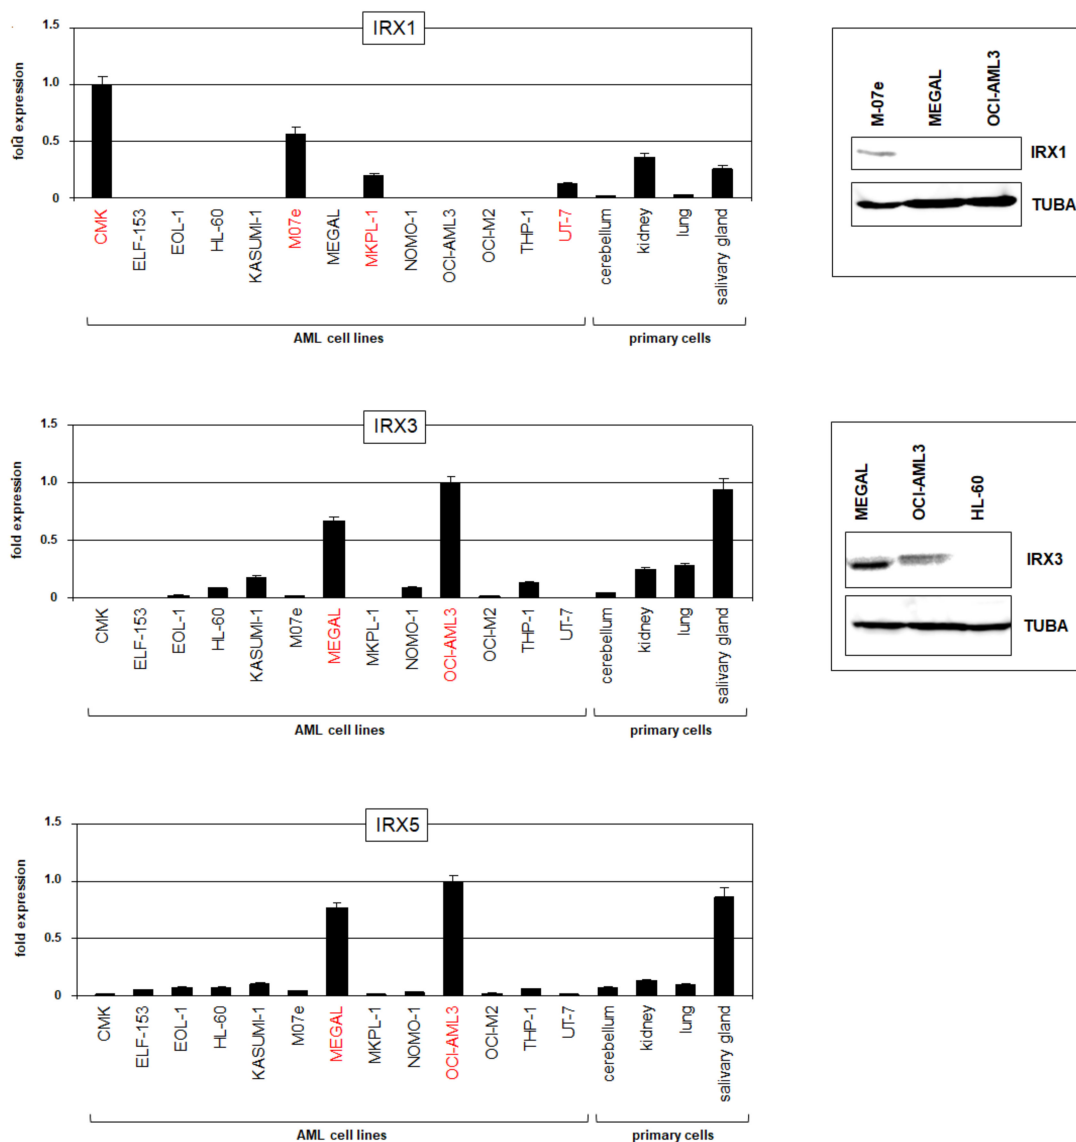 IRX1
fold expression
1.5
1.0
0.5
0
CMK
ELF-153
EOL-1
HL-60
KASUMI-1
M07e
MEGAL
MKPL-1
NOMO-1
OCI-AML3
OCI-M2
THP-1
UT-7
cerebellum
kidney
lung
salivary gland
AML cell lines
primary cells
M-07e
MEGAL
OCI-AML3
IRX1
TUBA
IRX3
fold expression
1.5
1.0
0.5
0
CMK
ELF-153
EOL-1
HL-60
KASUMI-1
M07e
MEGAL
MKPL-1
NOMO-1
OCI-AML3
OCI-M2
THP-1
UT-7
cerebellum
kidney
lung
salivary gland
AML cell lines
primary cells
MEGAL
OCI-AML3
HL-60
IRX3
TUBA
IRX5
fold expression
1.5
1.0
0.5
0
CMK
ELF-153
EOL-1
HL-60
KASUMI-1
M07e
MEGAL
MKPL-1
NOMO-1
OCI-AML3
OCI-M2
THP-1
UT-7
cerebellum
kidney
lung
salivary gland
AML cell lines
primary cells